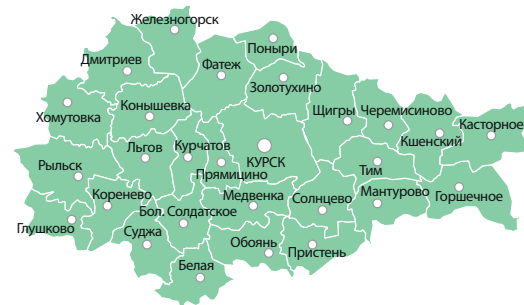 Железногорск
Поныри
Дмитриев
Фатеж
Золотухино
Хомутовка
Конышевка
Щигры
Черемисиново
Касторное
Кшенский
Рыльск
Льгов
Курчатов
КУРСК
Прямицино
Тим
Коренево
Медвенка
Солнцево
Мантурово
Горшечное
Глушково
Бол. Солдатское
Суджа
Обоянь
Пристень
Белая